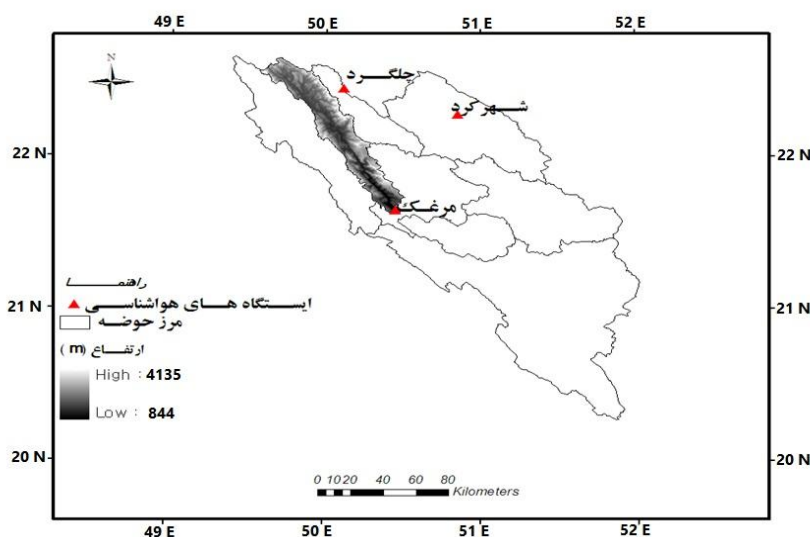 49 E 50 E 51 E 52 E
N
چلگرد
شهرکرد
22 N 22 N
مرغک
راهنما
ایستگاه های هواشناسی
مرز حوضه
21 N 21 N
ارتفاع (m)
High : 4135
Low : 844
20 N 20 N
0 10 20 40 60 80
Kilometers
49 E 50 E 51 E 52 E